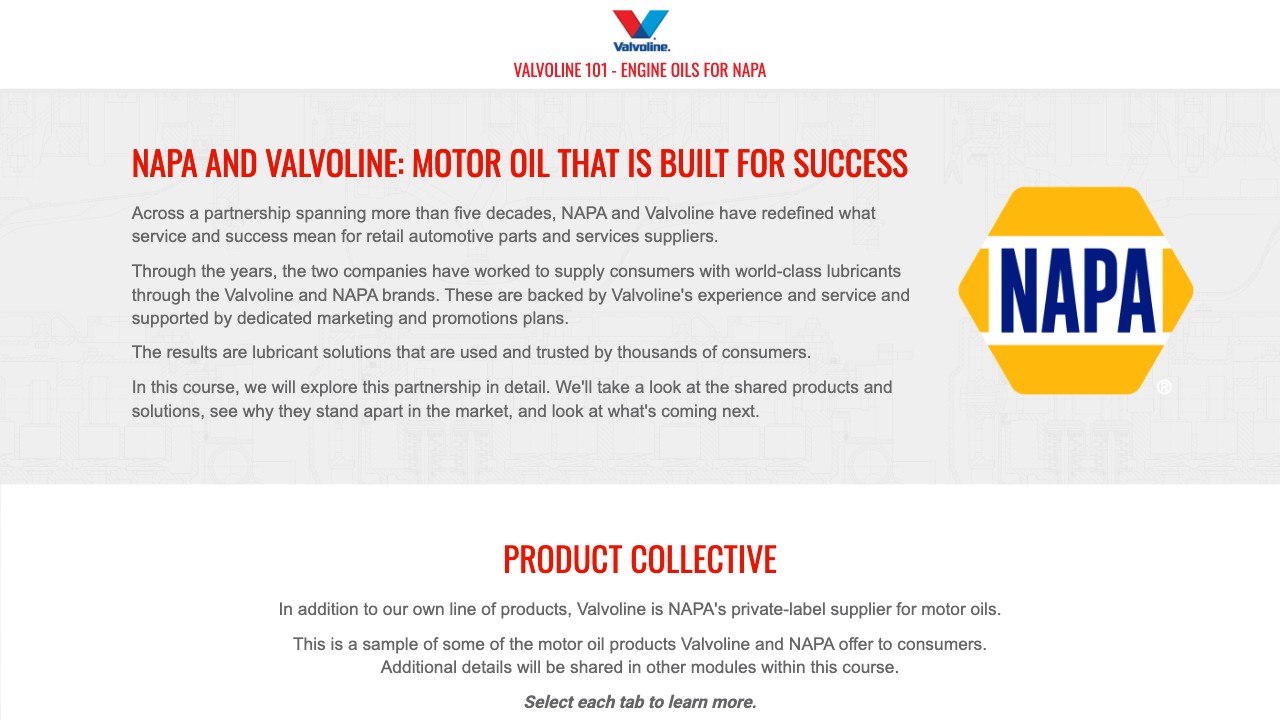 Valvoline.
VALVOLINE 101 - ENGINE OILS FOR NAPA
NAPA AND VALVOLINE: MOTOR OIL THAT IS BUILT FOR SUCCESS
Across a partnership spanning more than five decades, NAPA and Valvoline have redefined what
service and success mean for retail automotive parts and services suppliers.
Through the years, the two companies have worked to supply consumers with world-class lubricants
through the Valvoline and NAPA brands. These are backed by Valvoline's experience and service and
supported by dedicated marketing and promotions plans.
The results are lubricant solutions that are used and trusted by thousands of consumers.
In this course, we will explore this partnership in detail. We'll take a look at the shared products and
solutions, see why they stand apart in the market, and look at what's coming next.
NAPA
®
PRODUCT COLLECTIVE
In addition to our own line of products, Valvoline is NAPA's private-label supplier for motor oils.
This is a sample of some of the motor oil products Valvoline and NAPA offer to consumers.
Additional details will be shared in other modules within this course.
Select each tab to learn more.